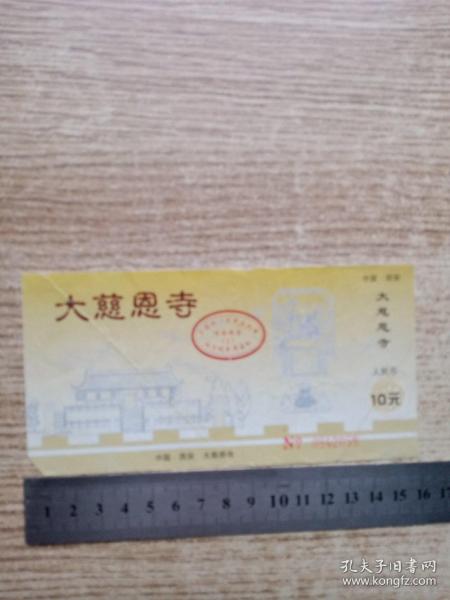 中国 西安
大慈恩寺
大慈恩寺
人民币
10元
No
中国 西安 大慈恩寺
1 2 3 4 5 6 7 8 9 10 11 12 13 14 15 16 17
孔夫子旧书网
www.kongfz.com